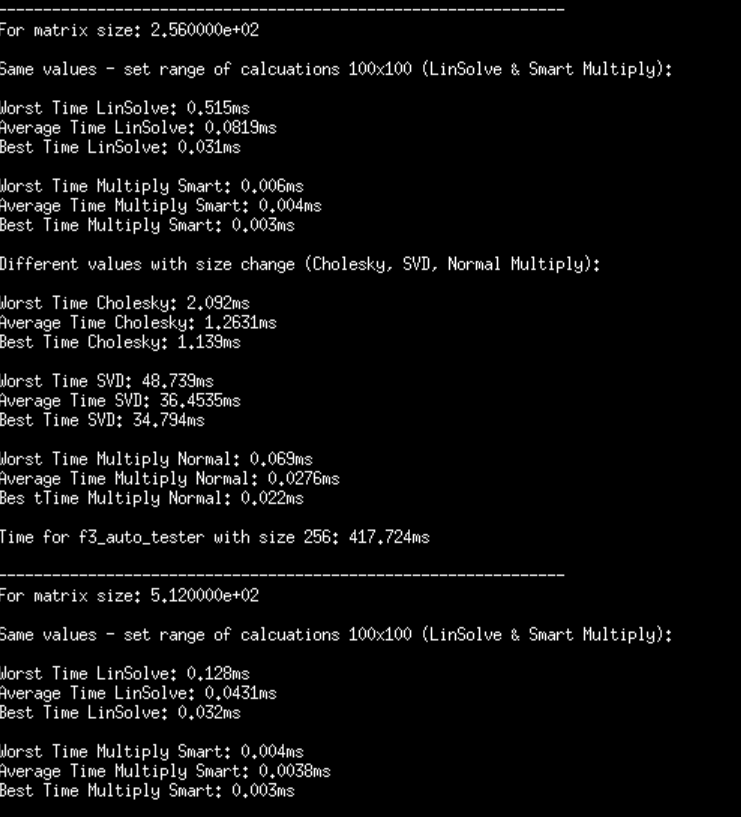 For matrix size: 2.560000e+02
Same values - set range of calcuations 100x100 (LinSolve & Smart Multiply):
Worst Time LinSolve: 0.515ms
Average Time LinSolve: 0.0819ms
Best Time LinSolve: 0.031ms
Worst Time Multiply Smart: 0.006ms
Average Time Multiply Smart: 0.004ms
Best Time Multiply Smart: 0.003ms
Different values with size change (Cholesky, SVD, Normal Multiply):
Worst Time Cholesky: 2.092ms
Average Time Cholesky: 1.2631ms
Best Time Cholesky: 1.139ms
Worst Time SVD: 48.739ms
Average Time SVD: 36.4535ms
Best Time SVD: 34.794ms
Worst Time Multiply Normal: 0.069ms
Average Time Multiply Normal: 0.0276ms
Bes tTime Multiply Normal: 0.022ms
Time for f3_auto_tester with size 256: 417.724ms
For matrix size: 5.120000e+02
Same values - set range of calcuations 100x100 (LinSolve & Smart Multiply):
Worst Time LinSolve: 0.128ms
Average Time LinSolve: 0.0431ms
Best Time LinSolve: 0.032ms
Worst Time Multiply Smart: 0.004ms
Average Time Multiply Smart: 0.0038ms
Best Time Multiply Smart: 0.003ms